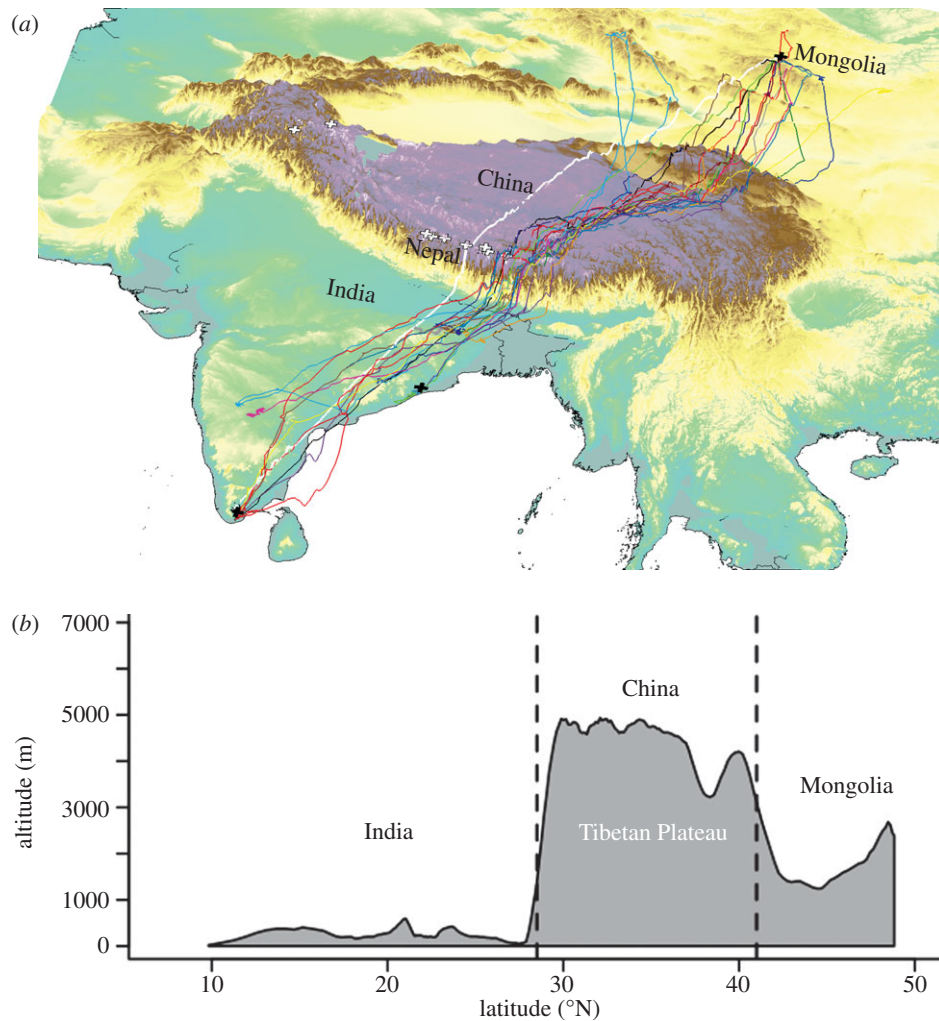 (a)
Mongolia
China
Nepal
India
(b)
7000
5000
3000
1000
0
altitude (m)
China
Mongolia
India
Tibetan Plateau
10
20
30
40
50
latitude (°N)